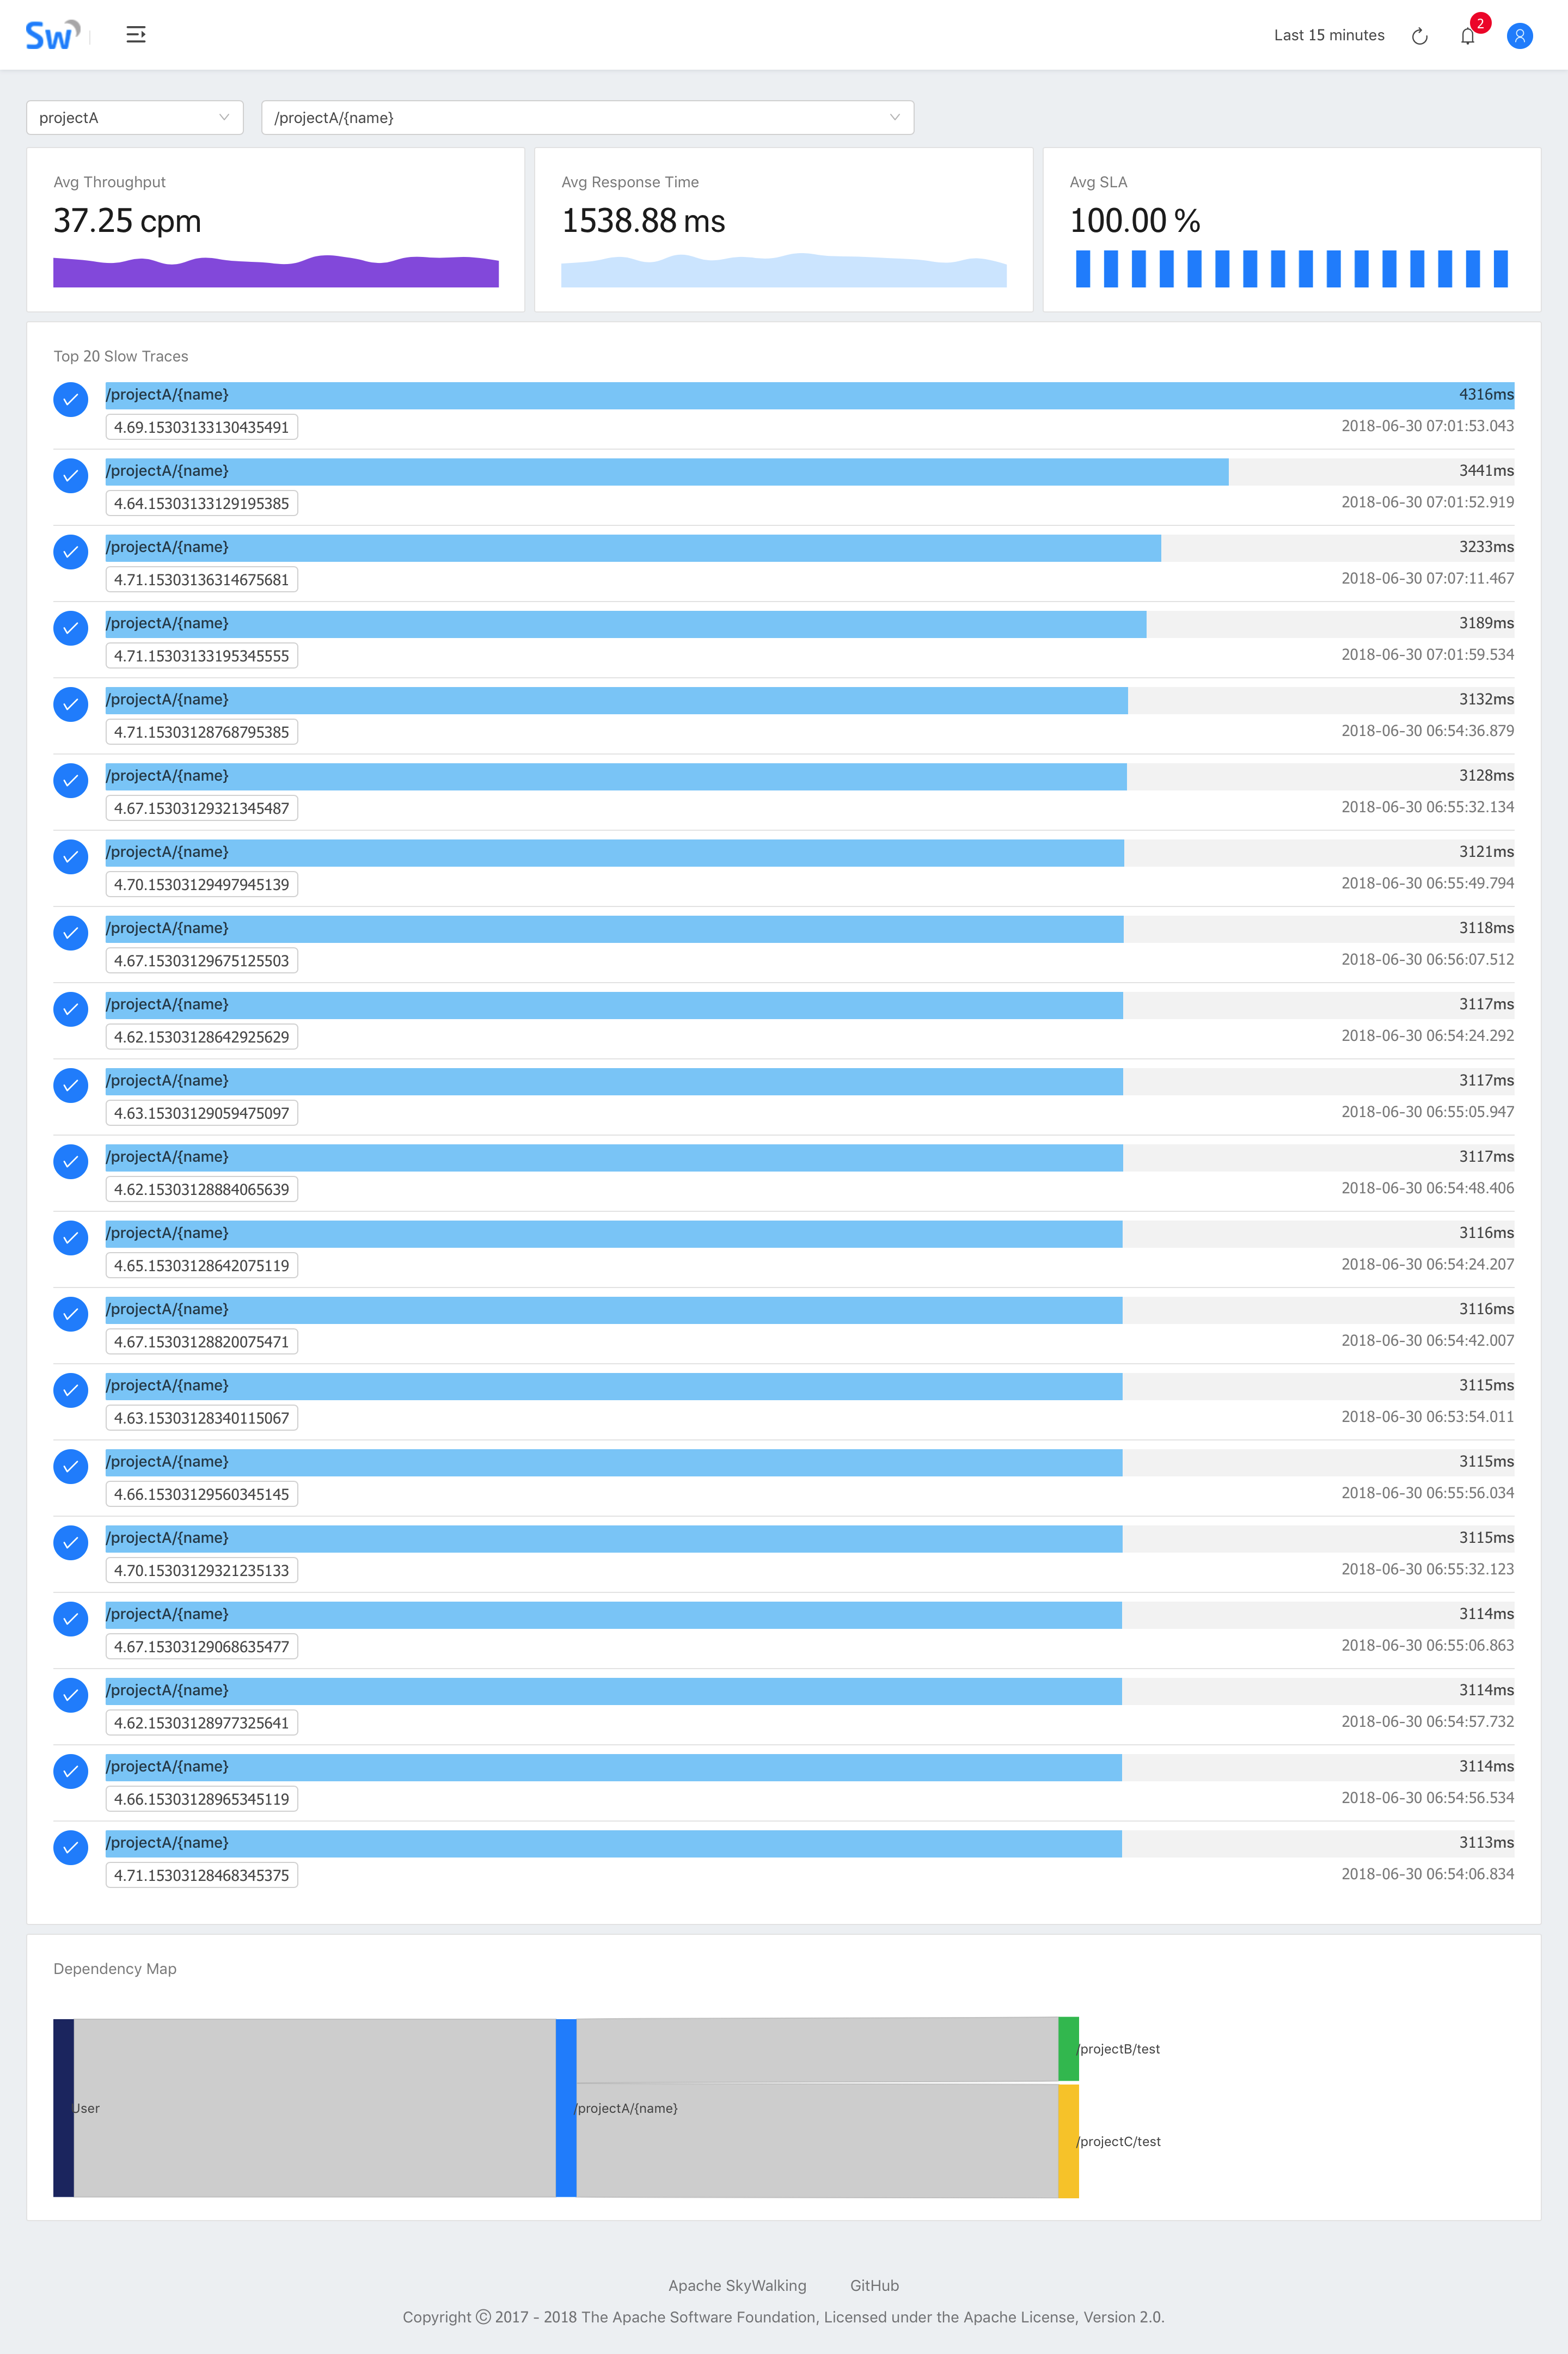 Sw
Last 15 minutes
2
projectA
/projectA/{name}
Avg Throughput
37.25 cpm
Avg Response Time
1538.88 ms
Avg SLA
100.00 %
Top 20 Slow Traces
/projectA/{name} 4316ms
4.69.15303133130435491 2018-06-30 07:01:53.043
/projectA/{name} 3441ms
4.64.15303133129195385 2018-06-30 07:01:52.919
/projectA/{name} 3233ms
4.71.15303136314675681 2018-06-30 07:07:11.467
/projectA/{name} 3189ms
4.71.15303133195345555 2018-06-30 07:01:59.534
/projectA/{name} 3132ms
4.71.15303128768795385 2018-06-30 06:54:36.879
/projectA/{name} 3128ms
4.67.15303129321345487 2018-06-30 06:55:32.134
/projectA/{name} 3121ms
4.70.15303129497945139 2018-06-30 06:55:49.794
/projectA/{name} 3118ms
4.67.15303129675125503 2018-06-30 06:56:07.512
/projectA/{name} 3117ms
4.62.15303128642925629 2018-06-30 06:54:24.292
/projectA/{name} 3117ms
4.63.15303129059475097 2018-06-30 06:55:05.947
/projectA/{name} 3117ms
4.62.15303128884065639 2018-06-30 06:54:48.406
/projectA/{name} 3116ms
4.65.15303128642075119 2018-06-30 06:54:24.207
/projectA/{name} 3116ms
4.67.15303128820075471 2018-06-30 06:54:42.007
/projectA/{name} 3115ms
4.63.15303128340115067 2018-06-30 06:53:54.011
/projectA/{name} 3115ms
4.66.15303129560345145 2018-06-30 06:55:56.034
/projectA/{name} 3115ms
4.70.15303129321235133 2018-06-30 06:55:32.123
/projectA/{name} 3114ms
4.67.15303129068635477 2018-06-30 06:55:06.863
/projectA/{name} 3114ms
4.62.15303128977325641 2018-06-30 06:54:57.732
/projectA/{name} 3114ms
4.66.15303128965345119 2018-06-30 06:54:56.534
/projectA/{name} 3113ms
4.71.15303128468345375 2018-06-30 06:54:06.834
Dependency Map
/projectB/test
User
/projectA/{name}
/projectC/test
Apache SkyWalking GitHub
Copyright © 2017 - 2018 The Apache Software Foundation, Licensed under the Apache License, Version 2.0.